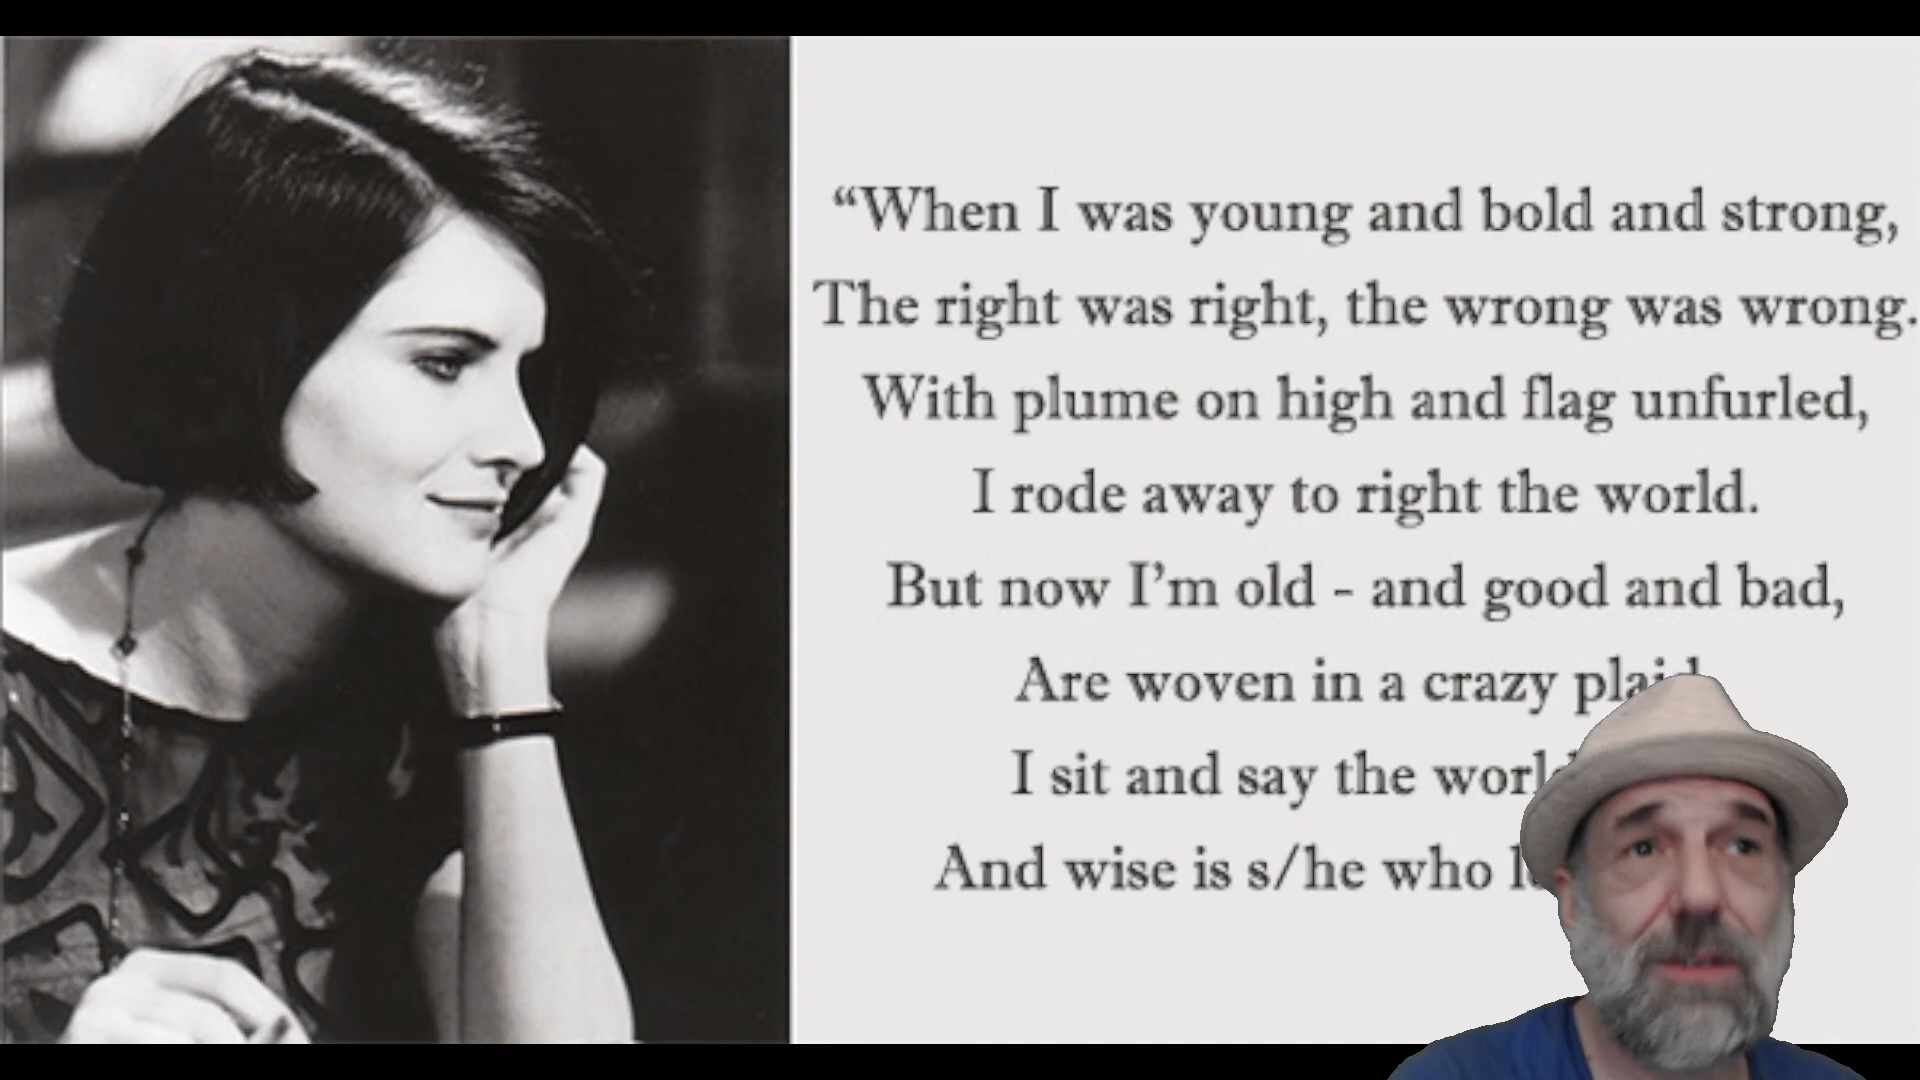 “When I was young and bold and strong,
The right was right, the wrong was wrong.
With plume on high and flag unfurled,
I rode away to right the world.
But now I’m old - and good and bad,
Are woven in a crazy plaid
I sit and say the world
And wise is s/he who